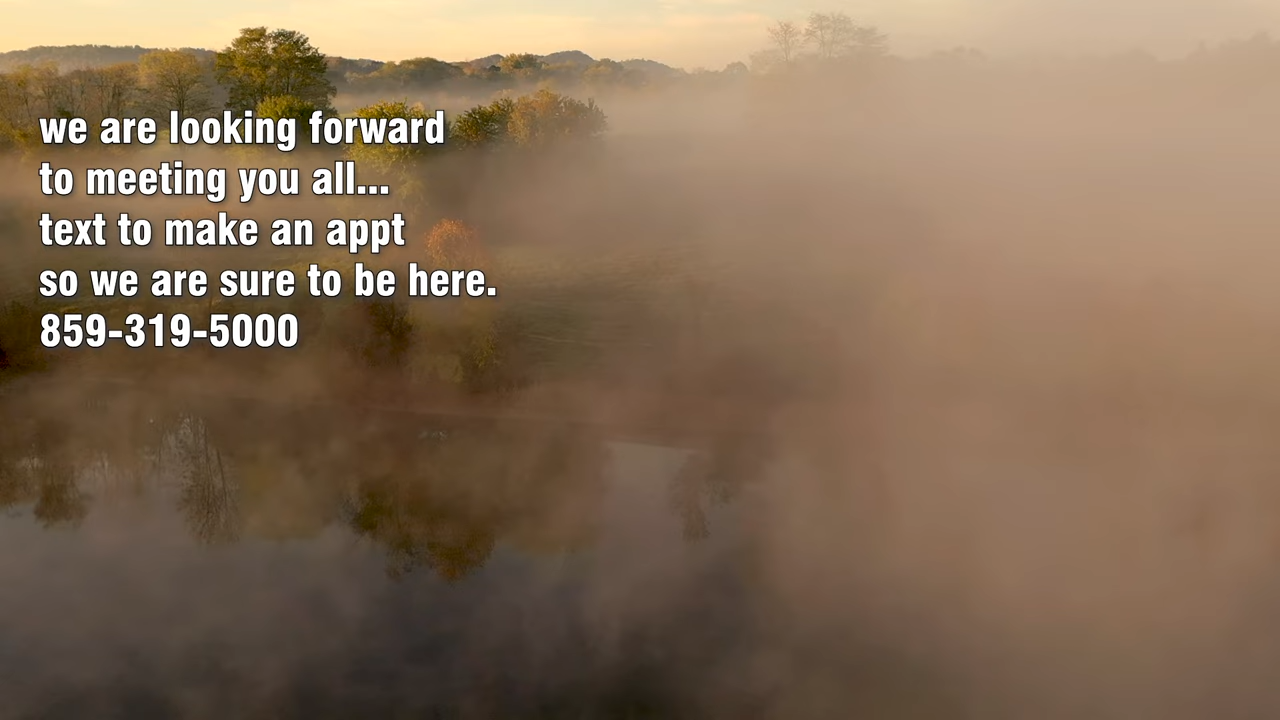 we are looking forward
to meeting you all...
text to make an appt
so we are sure to be here.
859-319-5000